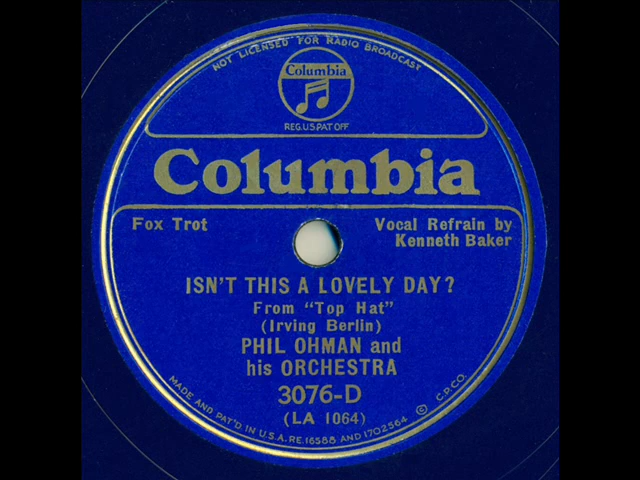 NOT LICENSED FOR RADIO BROADCAST
Columbia
REG.U.S.PAT OFF
Columbia
Fox Trot
Vocal Refrain by
Kenneth Baker
ISN'T THIS A LOVELY DAY?
From "Top Hat"
(Irving Berlin)
PHIL OHMAN and
his ORCHESTRA
3076-D
(LA 1064)
MADE AND PAT'D IN U.S.A. RE.16588 AND 1702564 © C.P.CO.